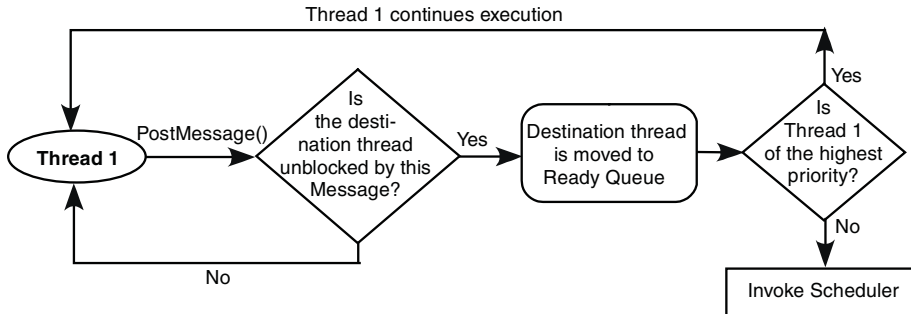 Thread 1 continues execution
Thread 1
PostMessage()
Is
the desti-
nation thread
unblocked by this
Message?
Yes
Destination thread
is moved to
Ready Queue
Is
Thread 1
of the highest
priority?
Yes
No
No
Invoke Scheduler